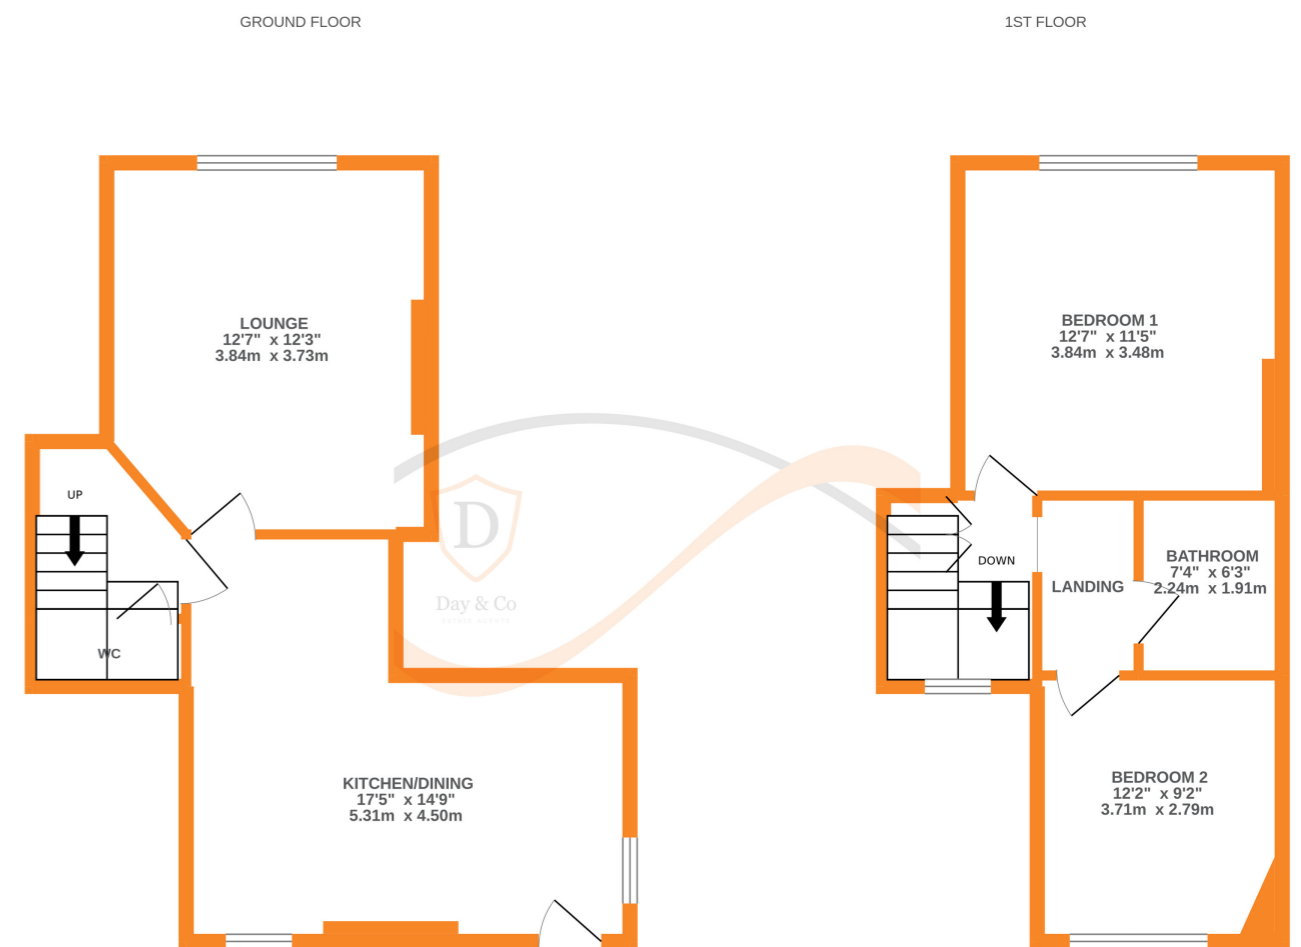 GROUND FLOOR
1ST FLOOR
LOUNGE
12'7" x 12'3"
3.84m x 3.73m
BEDROOM 1
12'7" x 11'5"
3.84m x 3.48m
UP
DOWN
BATHROOM
7'4" x 6'3"
2.24m x 1.91m
LANDING
D
Day & Co
ESTATE AGENTS
WC
KITCHEN/DINING
17'5" x 14'9"
5.31m x 4.50m
BEDROOM 2
12'2" x 9'2"
3.71m x 2.79m